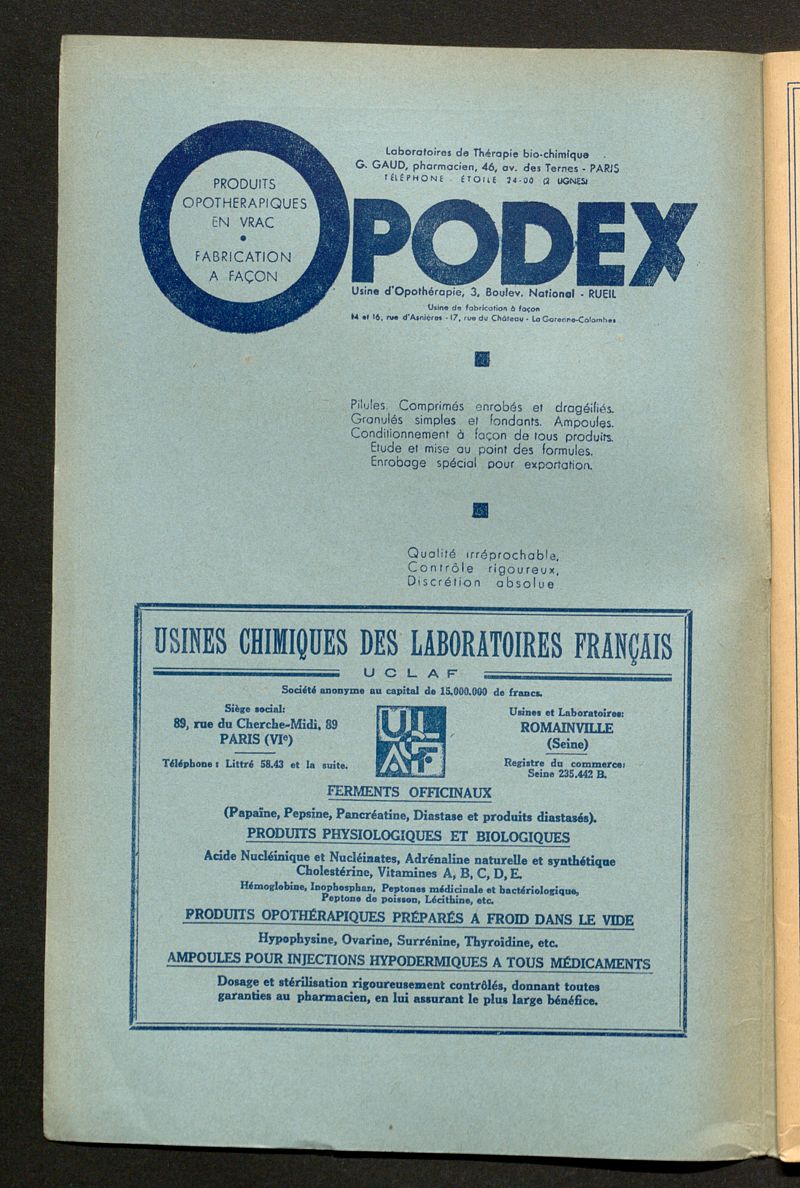 PRODUITS
OPOTHERAPIQUES
EN VRAC
•
FABRICATION
A FAÇON
Laboratoires de Thérapie bio-chimique
G. GAUD, pharmacien, 46, av. des Ternes - PARIS
TÉLÉPHONE - ÉTOILE 24-00 (2 LIGNES)
OPODEX
Usine d'Opothérapie, 3, Boulev. National - RUEIL
Usine de fabrication à façon
14 et 16, rue d'Asnières - 17, rue du Château - La Garenne-Colombes
Pilules. Comprimés enrobés et dragéifiés.
Granulés simples et fondants. Ampoules.
Conditionnement à façon de tous produits.
Etude et mise au point des formules.
Enrobage spécial pour exportation.
Qualité irréprochable,
Contrôle rigoureux,
Discrétion absolue
USINES CHIMIQUES DES LABORATOIRES FRANÇAIS
UCLAF
Société anonyme au capital de 15.000.000 de francs.
Siège social:
89, rue du Cherche-Midi, 89
PARIS (VIe)
Téléphone : Littré 58.43 et la suite.
UCLAF
Usines et Laboratoires:
ROMAINVILLE
(Seine)
Registre du commerce:
Seine 235.442 B.
FERMENTS OFFICINAUX
(Papaïne, Pepsine, Pancréatine, Diastase et produits diastasés).
PRODUITS PHYSIOLOGIQUES ET BIOLOGIQUES
Acide Nucléinique et Nucléinates, Adrénaline naturelle et synthétique
Cholestérine, Vitamines A, B, C, D, E.
Hémoglobine, Inophosphan, Peptones médicinale et bactériologique,
Peptone de poisson, Lécithine, etc.
PRODUITS OPOTHÉRAPIQUES PRÉPARÉS A FROID DANS LE VIDE
Hypophysine, Ovarine, Surrénine, Thyroïdine, etc.
AMPOULES POUR INJECTIONS HYPODERMIQUES A TOUS MÉDICAMENTS
Dosage et stérilisation rigoureusement contrôlés, donnant toutes
garanties au pharmacien, en lui assurant le plus large bénéfice.